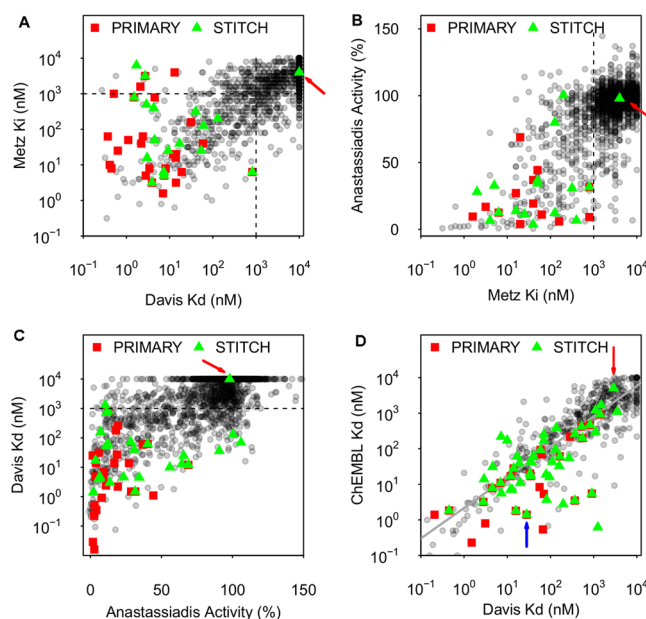 A
PRIMARY STITCH
Metz Ki (nM)
10⁴
10³
10²
10¹
10⁰
10⁻¹
10⁻¹ 10⁰ 10¹ 10² 10³ 10⁴
Davis Kd (nM)
B
PRIMARY STITCH
Anastassiadis Activity (%)
150
100
50
0
10⁻¹ 10⁰ 10¹ 10² 10³ 10⁴
Metz Ki (nM)
C
PRIMARY STITCH
Davis Kd (nM)
10⁴
10³
10²
10¹
10⁰
10⁻¹
0 50 100 150
Anastassiadis Activity (%)
D
PRIMARY STITCH
ChEMBL Kd (nM)
10⁴
10³
10²
10¹
10⁰
10⁻¹
10⁻¹ 10⁰ 10¹ 10² 10³ 10⁴
Davis Kd (nM)